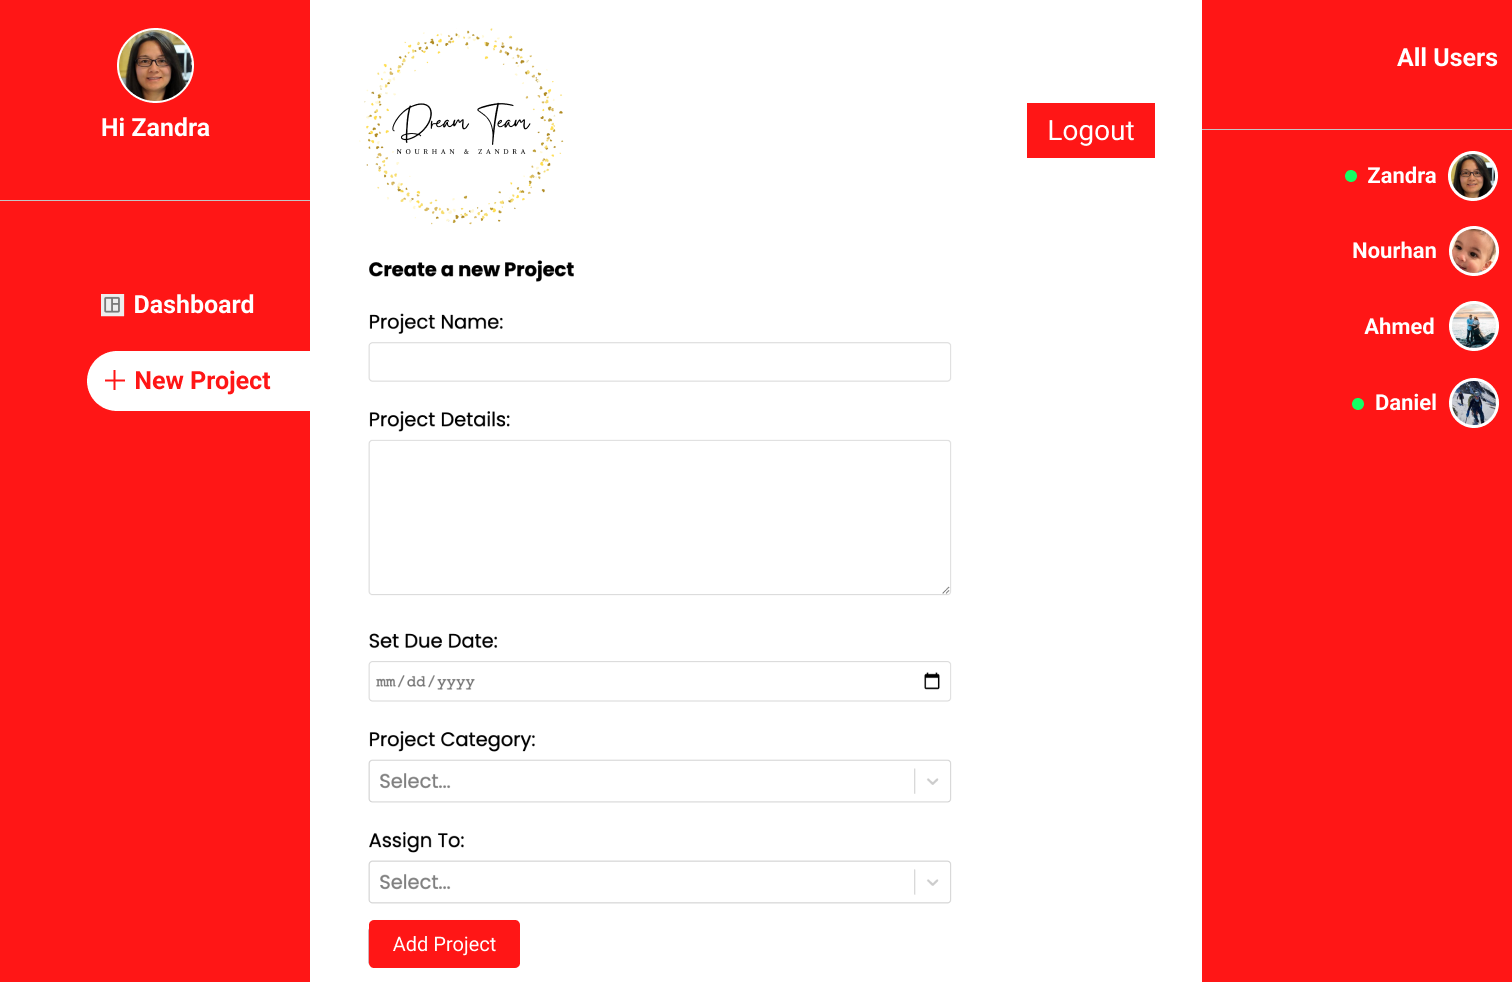 Hi Zandra
Dashboard
New Project
Dream Team
NOURHAN & ZANDRA
Logout
Create a new Project
Project Name:
Project Details:
Set Due Date:
mm/dd/yyyy
Project Category:
Select...
Assign To:
Select...
Add Project
All Users
Zandra
Nourhan
Ahmed
Daniel